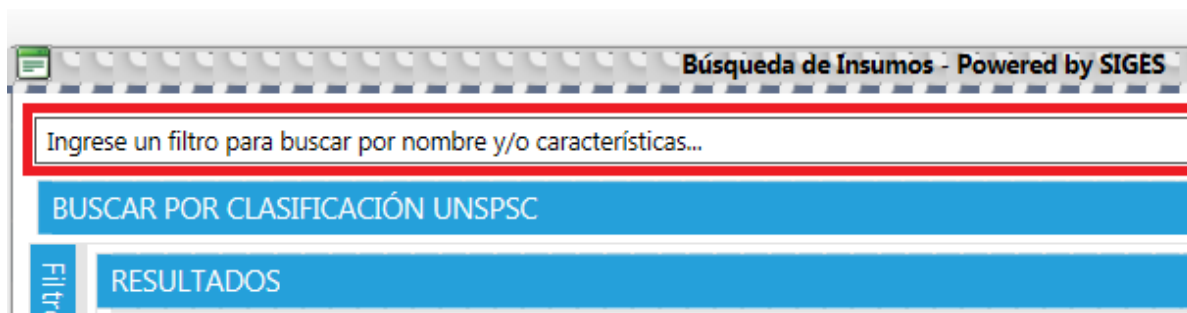 Búsqueda de Insumos - Powered by SIGES
Ingrese un filtro para buscar por nombre y/o características...
BUSCAR POR CLASIFICACIÓN UNSPSC
RESULTADOS